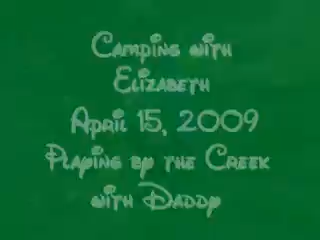 Camping with
Elizabeth
April 15, 2009
Playing by the Creek
with Daddy